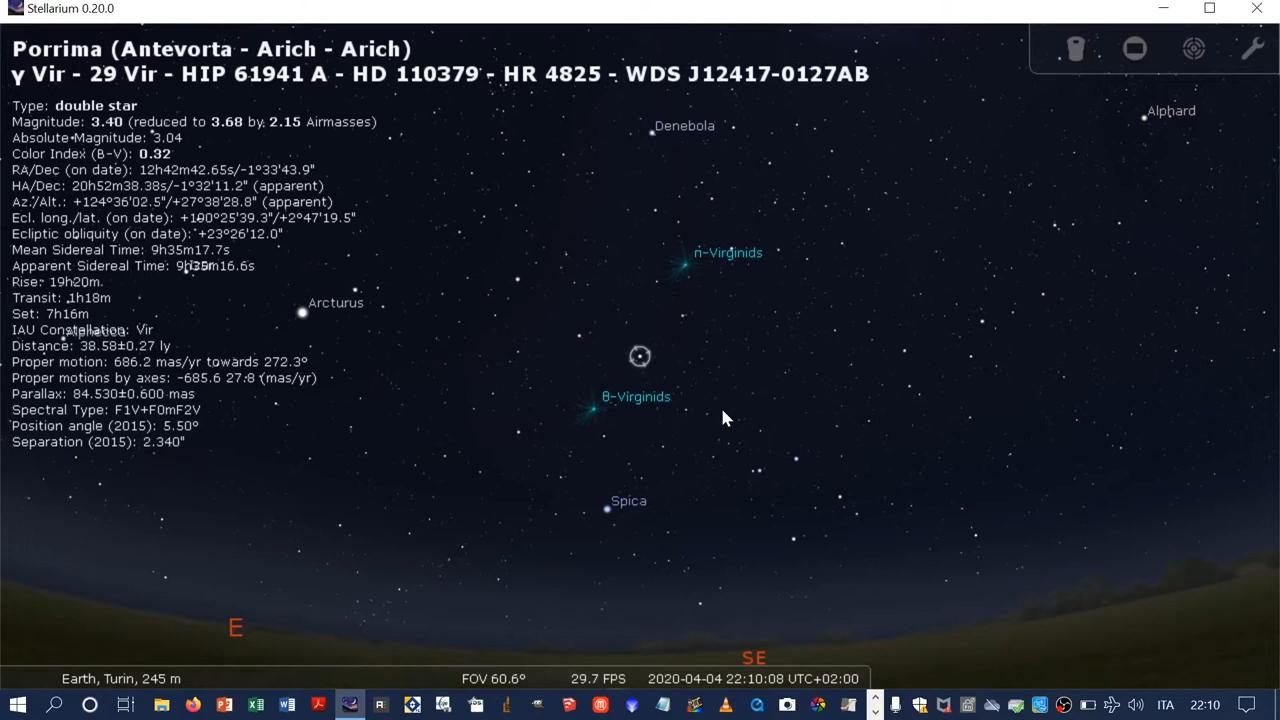 Stellarium 0.20.0
Porrima (Antevorta - Arich - Arich)
γ Vir - 29 Vir - HIP 61941 A - HD 110379 - HR 4825 - WDS J12417-0127AB
Type: double star
Magnitude: 3.40 (reduced to 3.68 by 2.15 Airmasses)
Absolute Magnitude: 3.04
Color Index (B-V): 0.32
RA/Dec (on date): 12h42m42.65s/-1°33'43.9"
HA/Dec: 20h52m38.38s/-1°32'11.2" (apparent)
Az./Alt.: +124°36'02.5"/+27°38'28.8" (apparent)
Ecl. long./lat. (on date): +190°25'39.3"/+2°47'19.5"
Ecliptic obliquity (on date): +23°26'12.0"
Mean Sidereal Time: 9h35m17.7s
Apparent Sidereal Time: 9h35m16.6s
Rise: 19h20m
Transit: 1h18m
Set: 7h16m
IAU Constellation: Vir
Distance: 38.58±0.27 ly
Proper motion: 686.2 mas/yr towards 272.3°
Proper motions by axes: -685.6 27.8 (mas/yr)
Parallax: 84.530±0.600 mas
Spectral Type: F1V+F0mF2V
Position angle (2015): 5.50°
Separation (2015): 2.340"
Alphard
Denebola
π-Virginids
Arcturus
θ-Virginids
Spica
E
SE
Earth, Turin, 245 m
FOV 60.6°
29.7 FPS
2020-04-04 22:10:08 UTC+02:00
ITA
22:10